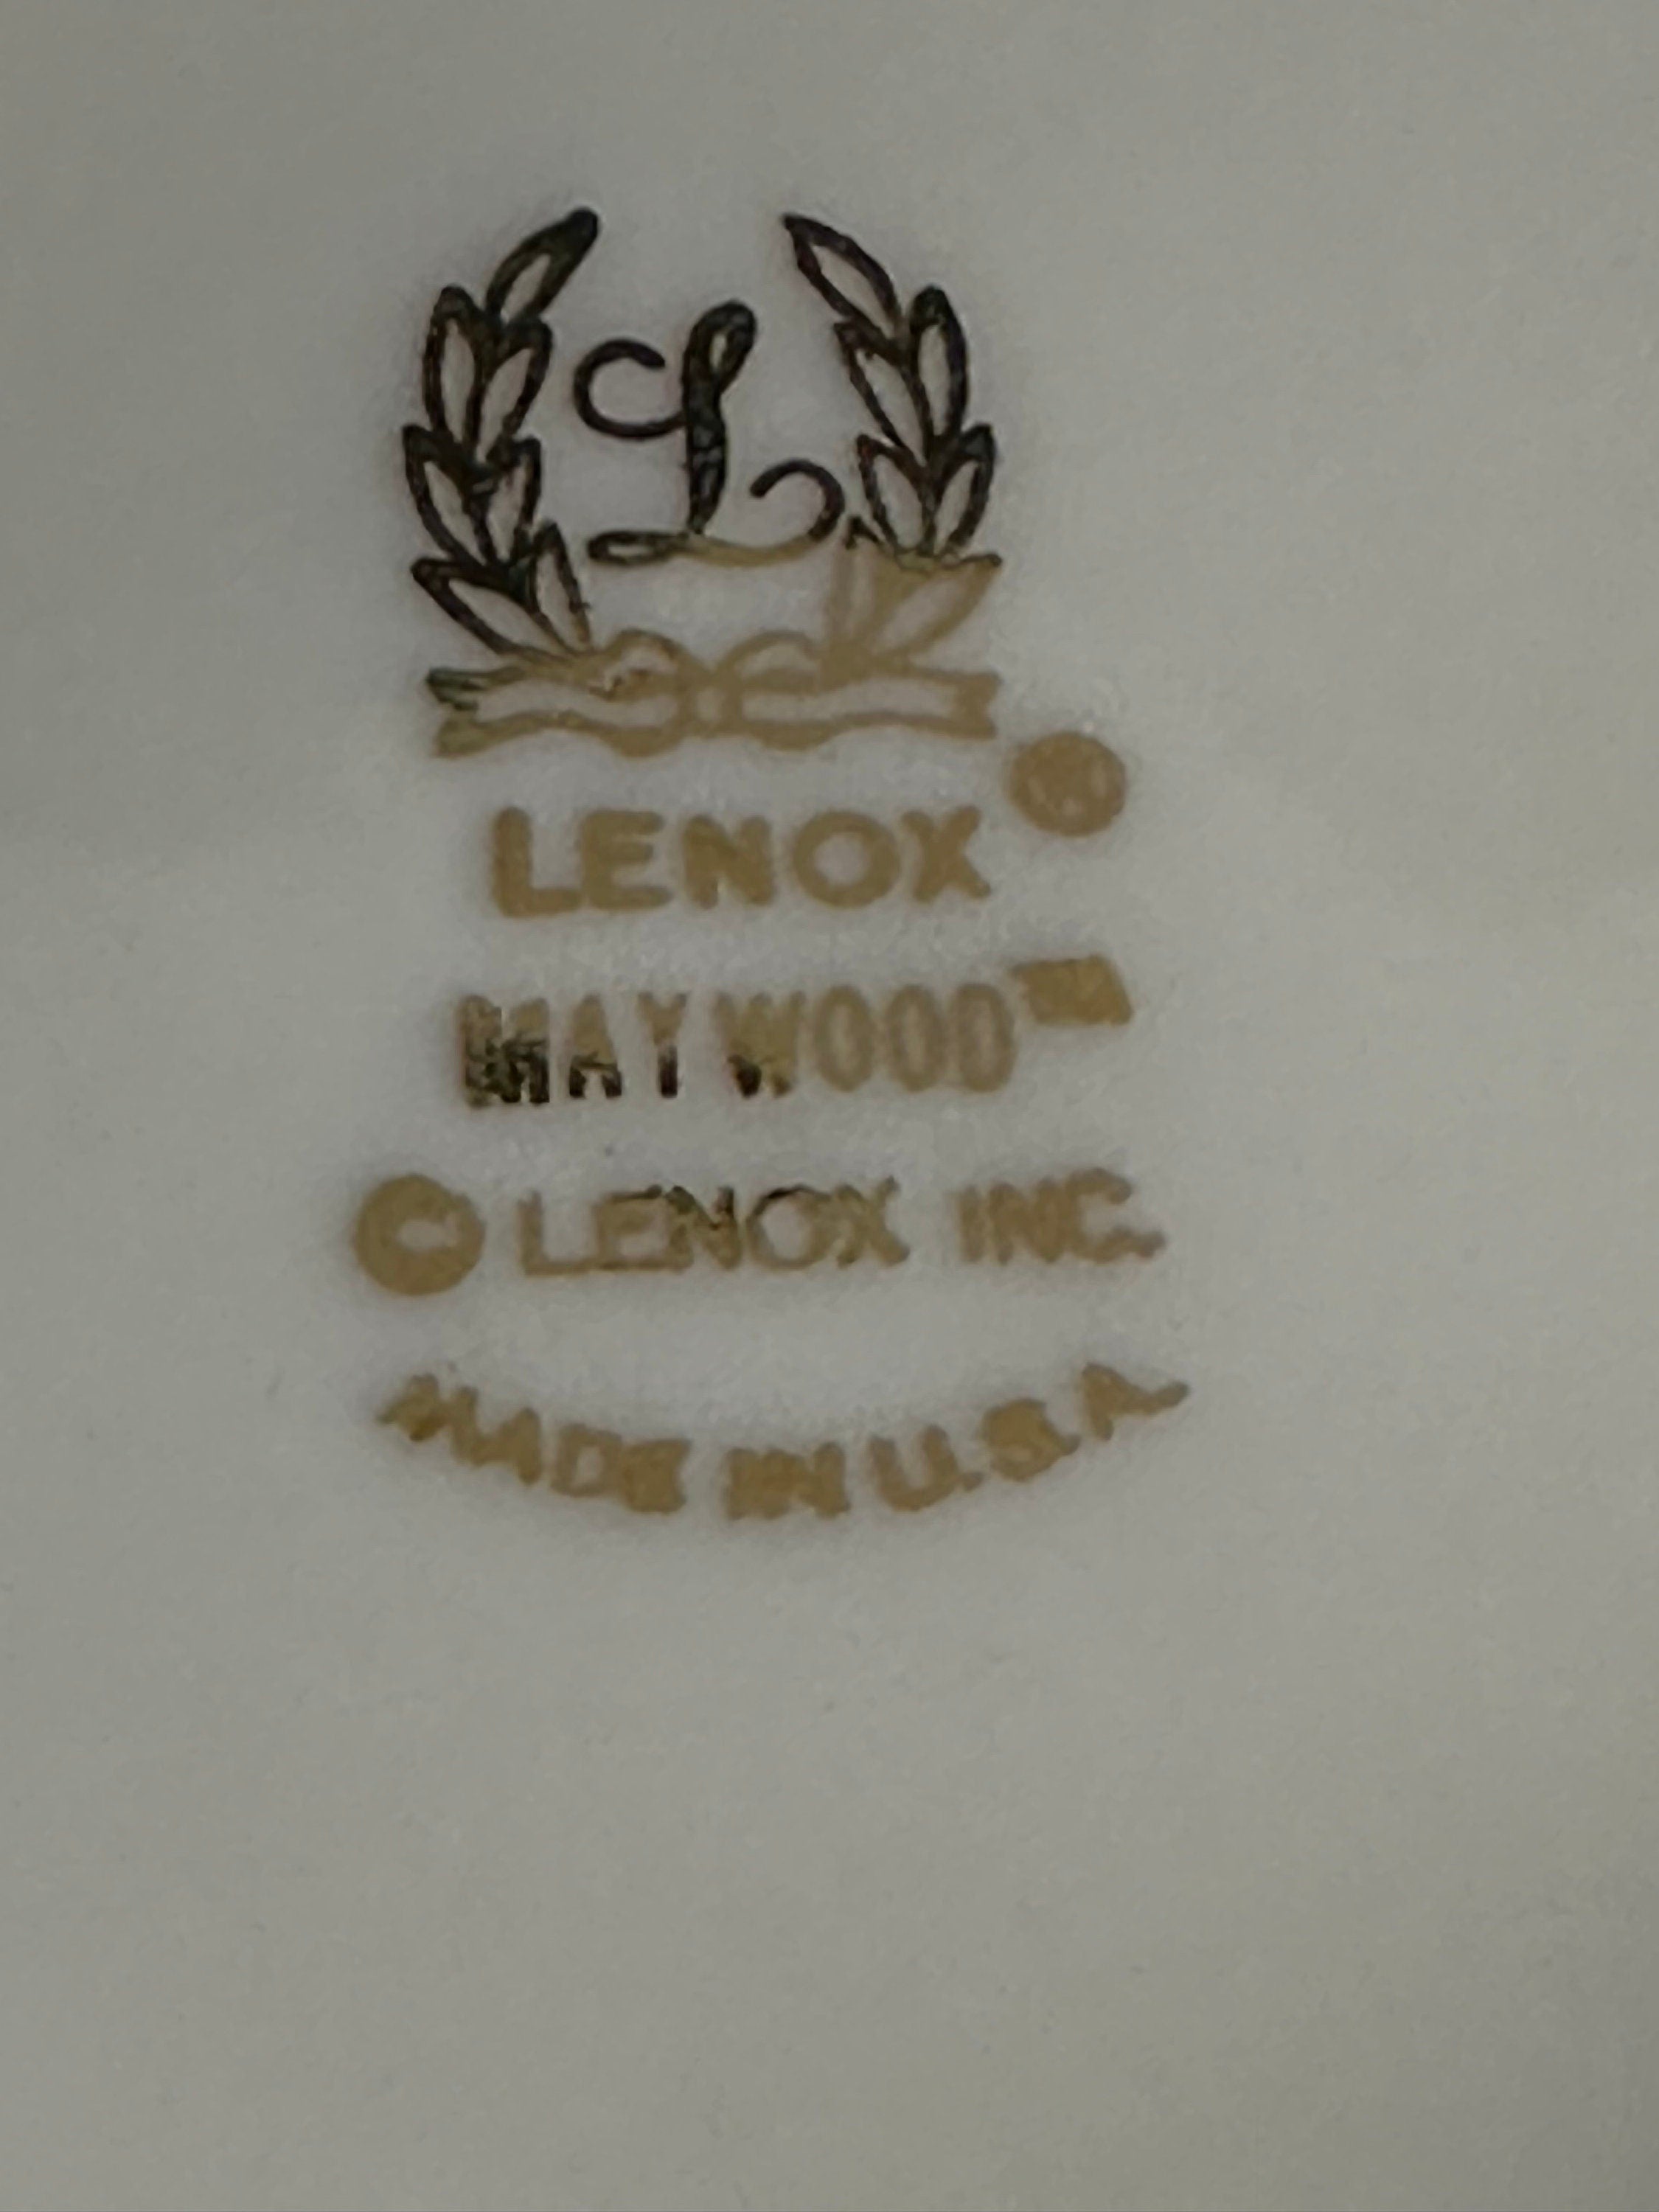 L
LENOX®
MAYWOOD™
© LENOX INC.
MADE IN U.S.A.